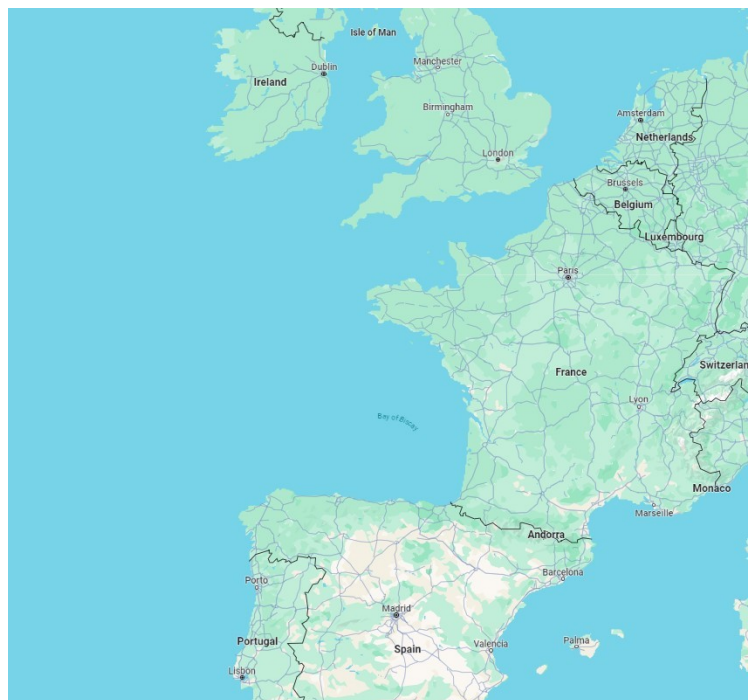 Isle of Man
Dublin
Manchester
Ireland
Birmingham
Amsterdam
Netherlands
London
Brussels
Belgium
Luxembourg
Paris
Switzerlan
France
Lyon
Bay of Biscay
Monaco
Marseille
Andorra
Barcelona
Porto
Madrid
Portugal
Spain
Valencia
Palma
Lisbon